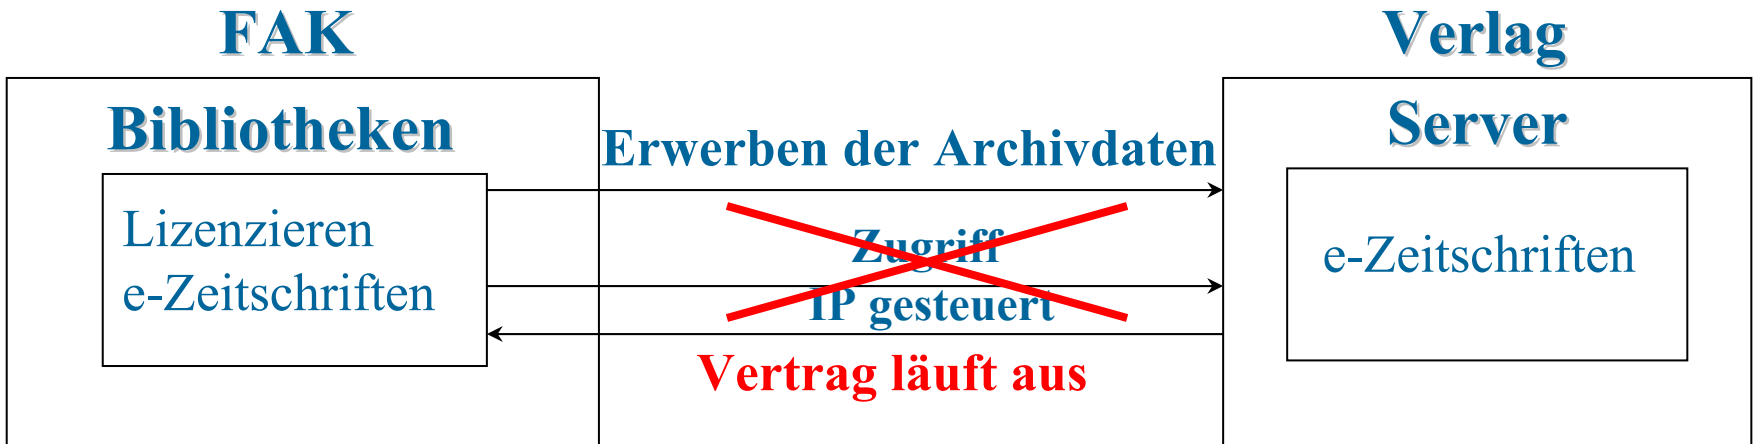 FAK
Verlag
Bibliotheken
Server
Erwerben der Archivdaten
Lizenzieren
e-Zeitschriften
Zugriff
IP gesteuert
e-Zeitschriften
Vertrag läuft aus